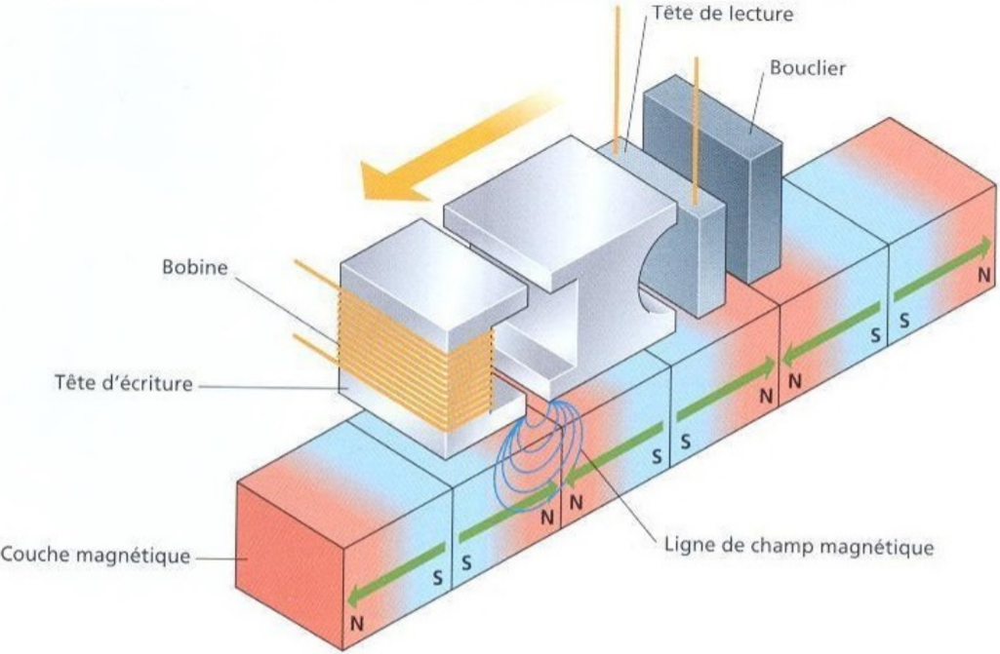 Tête de lecture
Bouclier
Bobine
Tête d'écriture
Couche magnétique
Ligne de champ magnétique
N
S
S
N
N
S
S
N
N
S
S
N